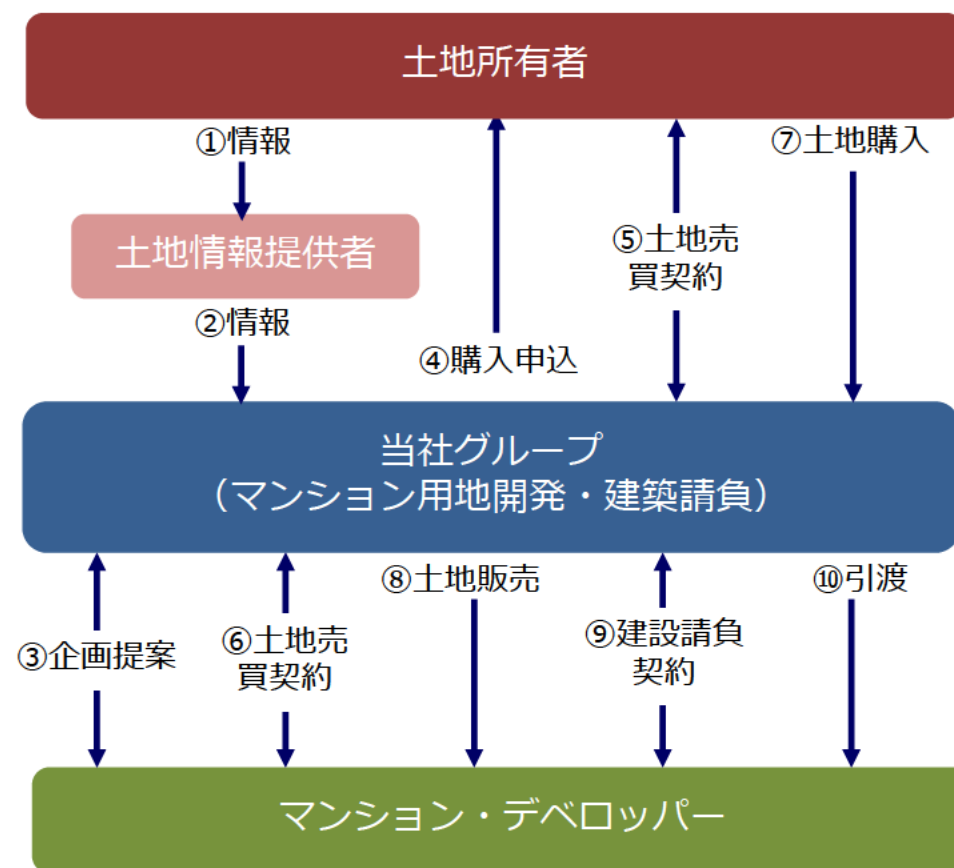 土地所有者
①情報
⑦土地購入
土地情報提供者
⑤土地売
買契約
②情報
④購入申込
当社グループ
（マンション用地開発・建築請負）
⑧土地販売
⑩引渡
③企画提案
⑥土地売
買契約
⑨建設請負
契約
マンション・デベロッパー